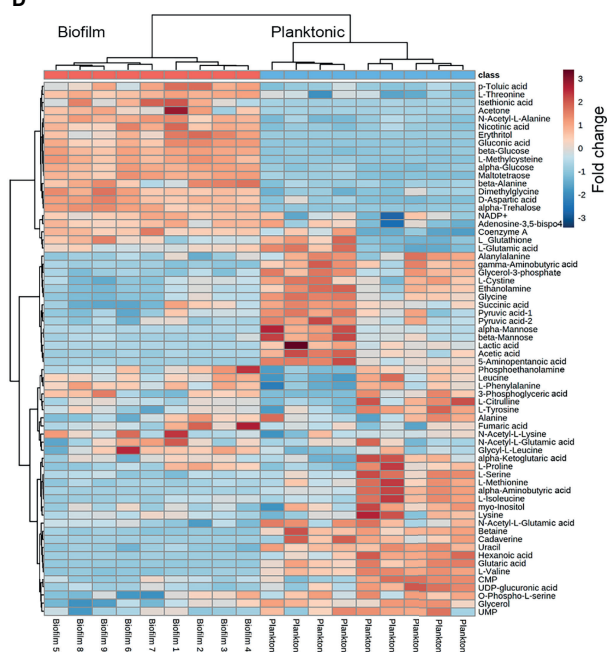 D
Biofilm
Planktonic
class
p-Toluic acid
L-Threonine
Isethionic acid
Acetone
N-Acetyl-L-Alanine
Nicotinic acid
Erythritol
Gluconic acid
beta-Glucose
L-Methylcysteine
alpha-Glucose
Maltotetraose
beta-Alanine
Dimethylglycine
D-Aspartic acid
alpha-Trehalose
NADP+
Adenosine-3,5-bispo4
Coenzyme A
L_Glutathione
L-Glutamic acid
Alanylalanine
gamma-Aminobutyric acid
Glycerol-3-phosphate
L-Cystine
Ethanolamine
Glycine
Succinic acid
Pyruvic acid-1
Pyruvic acid-2
alpha-Mannose
beta-Mannose
Lactic acid
Acetic acid
5-Aminopentanoic acid
Phosphoethanolamine
Leucine
L-Phenylalanine
3-Phosphoglyceric acid
L-Citrulline
L-Tyrosine
Alanine
Fumaric acid
N-Acetyl-L-Lysine
N-Acetyl-L-Glutamic acid
Glycyl-L-Leucine
alpha-Ketoglutaric acid
L-Proline
L-Serine
L-Methionine
alpha-Aminobutyric acid
L-Isoleucine
myo-Inositol
Lysine
N-Acetyl-L-Glutamic acid
Betaine
Cadaverine
Uracil
Hexanoic acid
Glutaric acid
L-Valine
CMP
UDP-glucuronic acid
O-Phospho-L-serine
Glycerol
UMP
3
2
1
0
-1
-2
-3
Fold change
Biofilm 5
Biofilm 8
Biofilm 9
Biofilm 6
Biofilm 7
Biofilm 1
Biofilm 2
Biofilm 3
Biofilm 4
Plankton
Plankton
Plankton
Plankton
Plankton
Plankton
Plankton
Plankton
Plankton